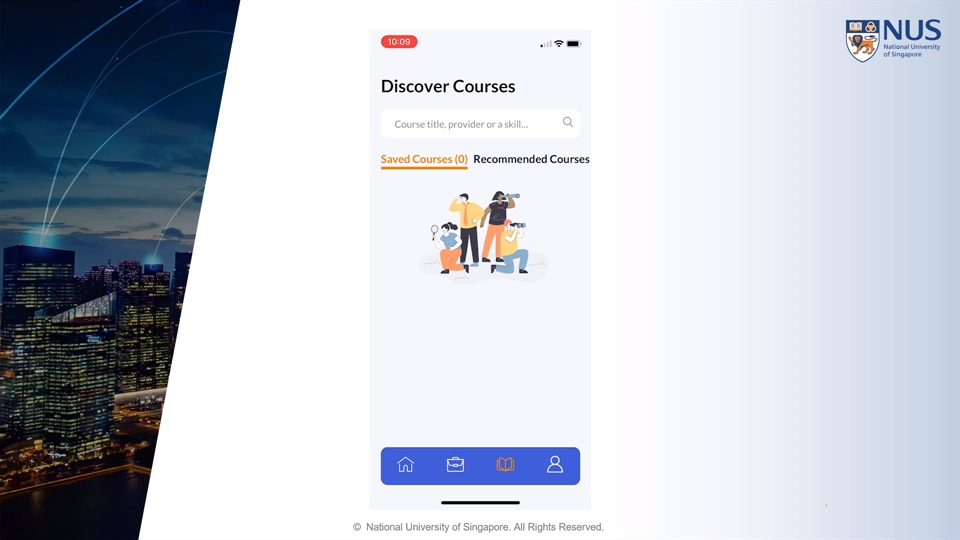 10:09
NUS
National University
of Singapore
Discover Courses
Course title, provider or a skill...
Saved Courses (0) Recommended Courses
© National University of Singapore. All Rights Reserved.